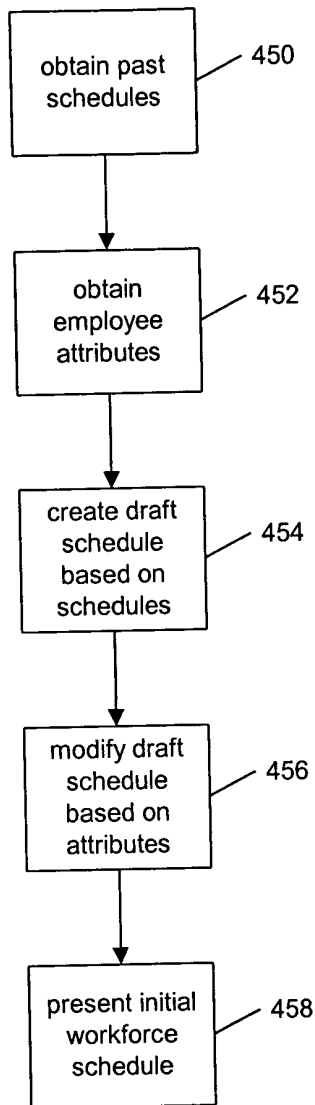 obtain past
schedules
450
obtain
employee
attributes
452
create draft
schedule
based on
schedules
454
modify draft
schedule
based on
attributes
456
present initial
workforce
schedule
458